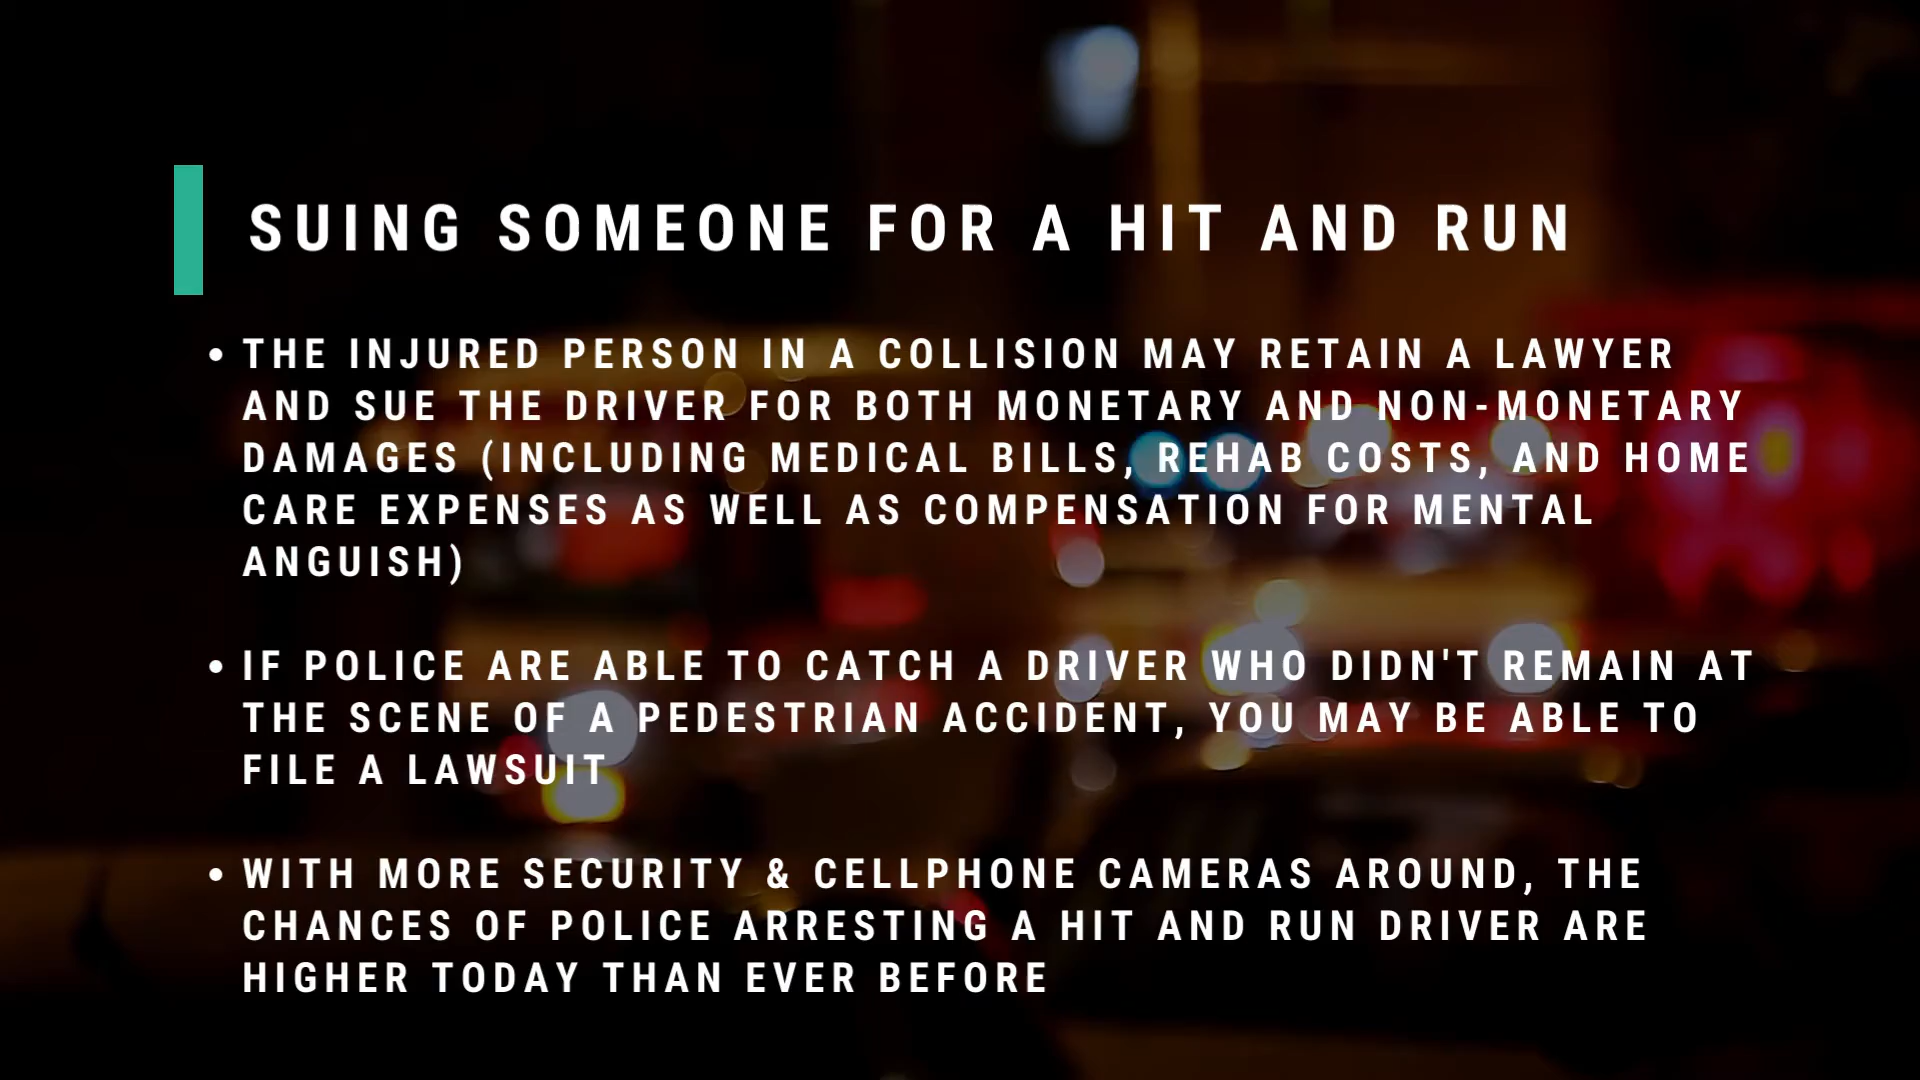 SUING SOMEONE FOR A HIT AND RUN
• THE INJURED PERSON IN A COLLISION MAY RETAIN A LAWYER
AND SUE THE DRIVER FOR BOTH MONETARY AND NON-MONETARY
DAMAGES (INCLUDING MEDICAL BILLS, REHAB COSTS, AND HOME
CARE EXPENSES AS WELL AS COMPENSATION FOR MENTAL
ANGUISH)
• IF POLICE ARE ABLE TO CATCH A DRIVER WHO DIDN'T REMAIN AT
THE SCENE OF A PEDESTRIAN ACCIDENT, YOU MAY BE ABLE TO
FILE A LAWSUIT
• WITH MORE SECURITY & CELLPHONE CAMERAS AROUND, THE
CHANCES OF POLICE ARRESTING A HIT AND RUN DRIVER ARE
HIGHER TODAY THAN EVER BEFORE